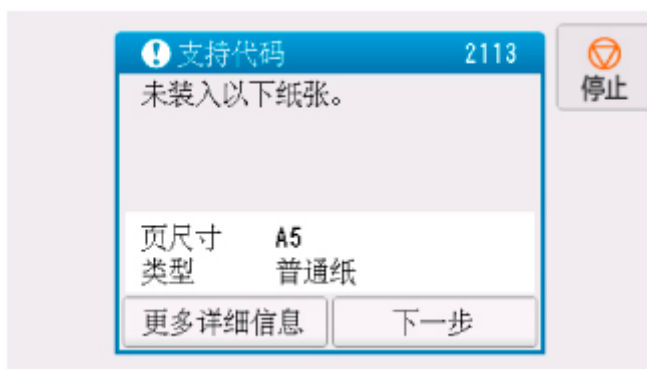 支持代码 2113
停止
未装入以下纸张。
页尺寸 A5
类型 普通纸
更多详细信息 下一步